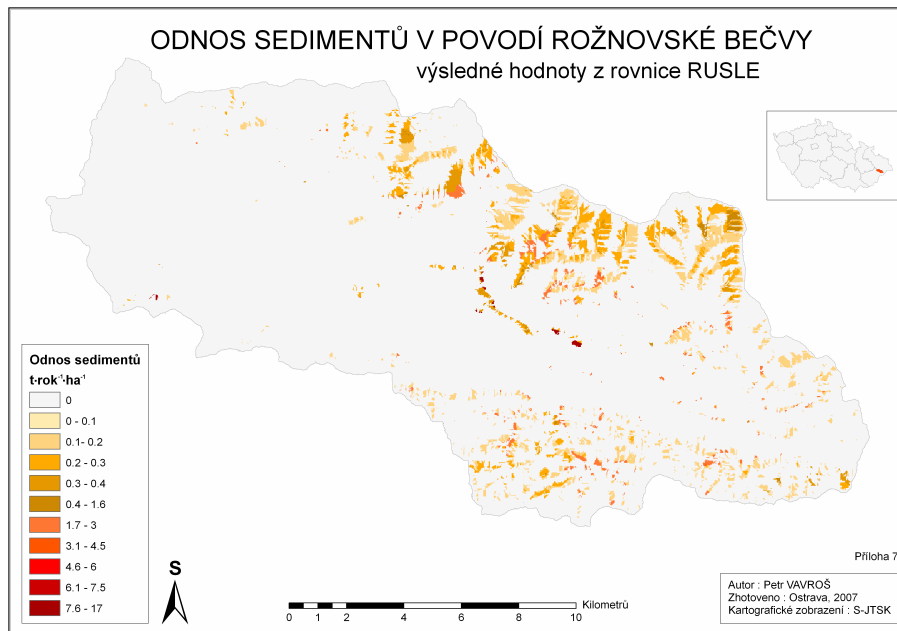 ODNOS SEDIMENTŮ V POVODÍ ROŽNOVSKÉ BEČVY
výsledné hodnoty z rovnice RUSLE
Odnos sedimentů
t·rok⁻¹·ha⁻¹
0
0 - 0.1
0.1 - 0.2
0.2 - 0.3
0.3 - 0.4
0.4 - 1.6
1.7 - 3
3.1 - 4.5
4.6 - 6
6.1 - 7.5
7.6 - 17
S
Kilometrů
0 1 2 4 6 8 10
Příloha 7
Autor : Petr VAVROŠ
Zhotoveno : Ostrava, 2007
Kartografické zobrazení : S-JTSK